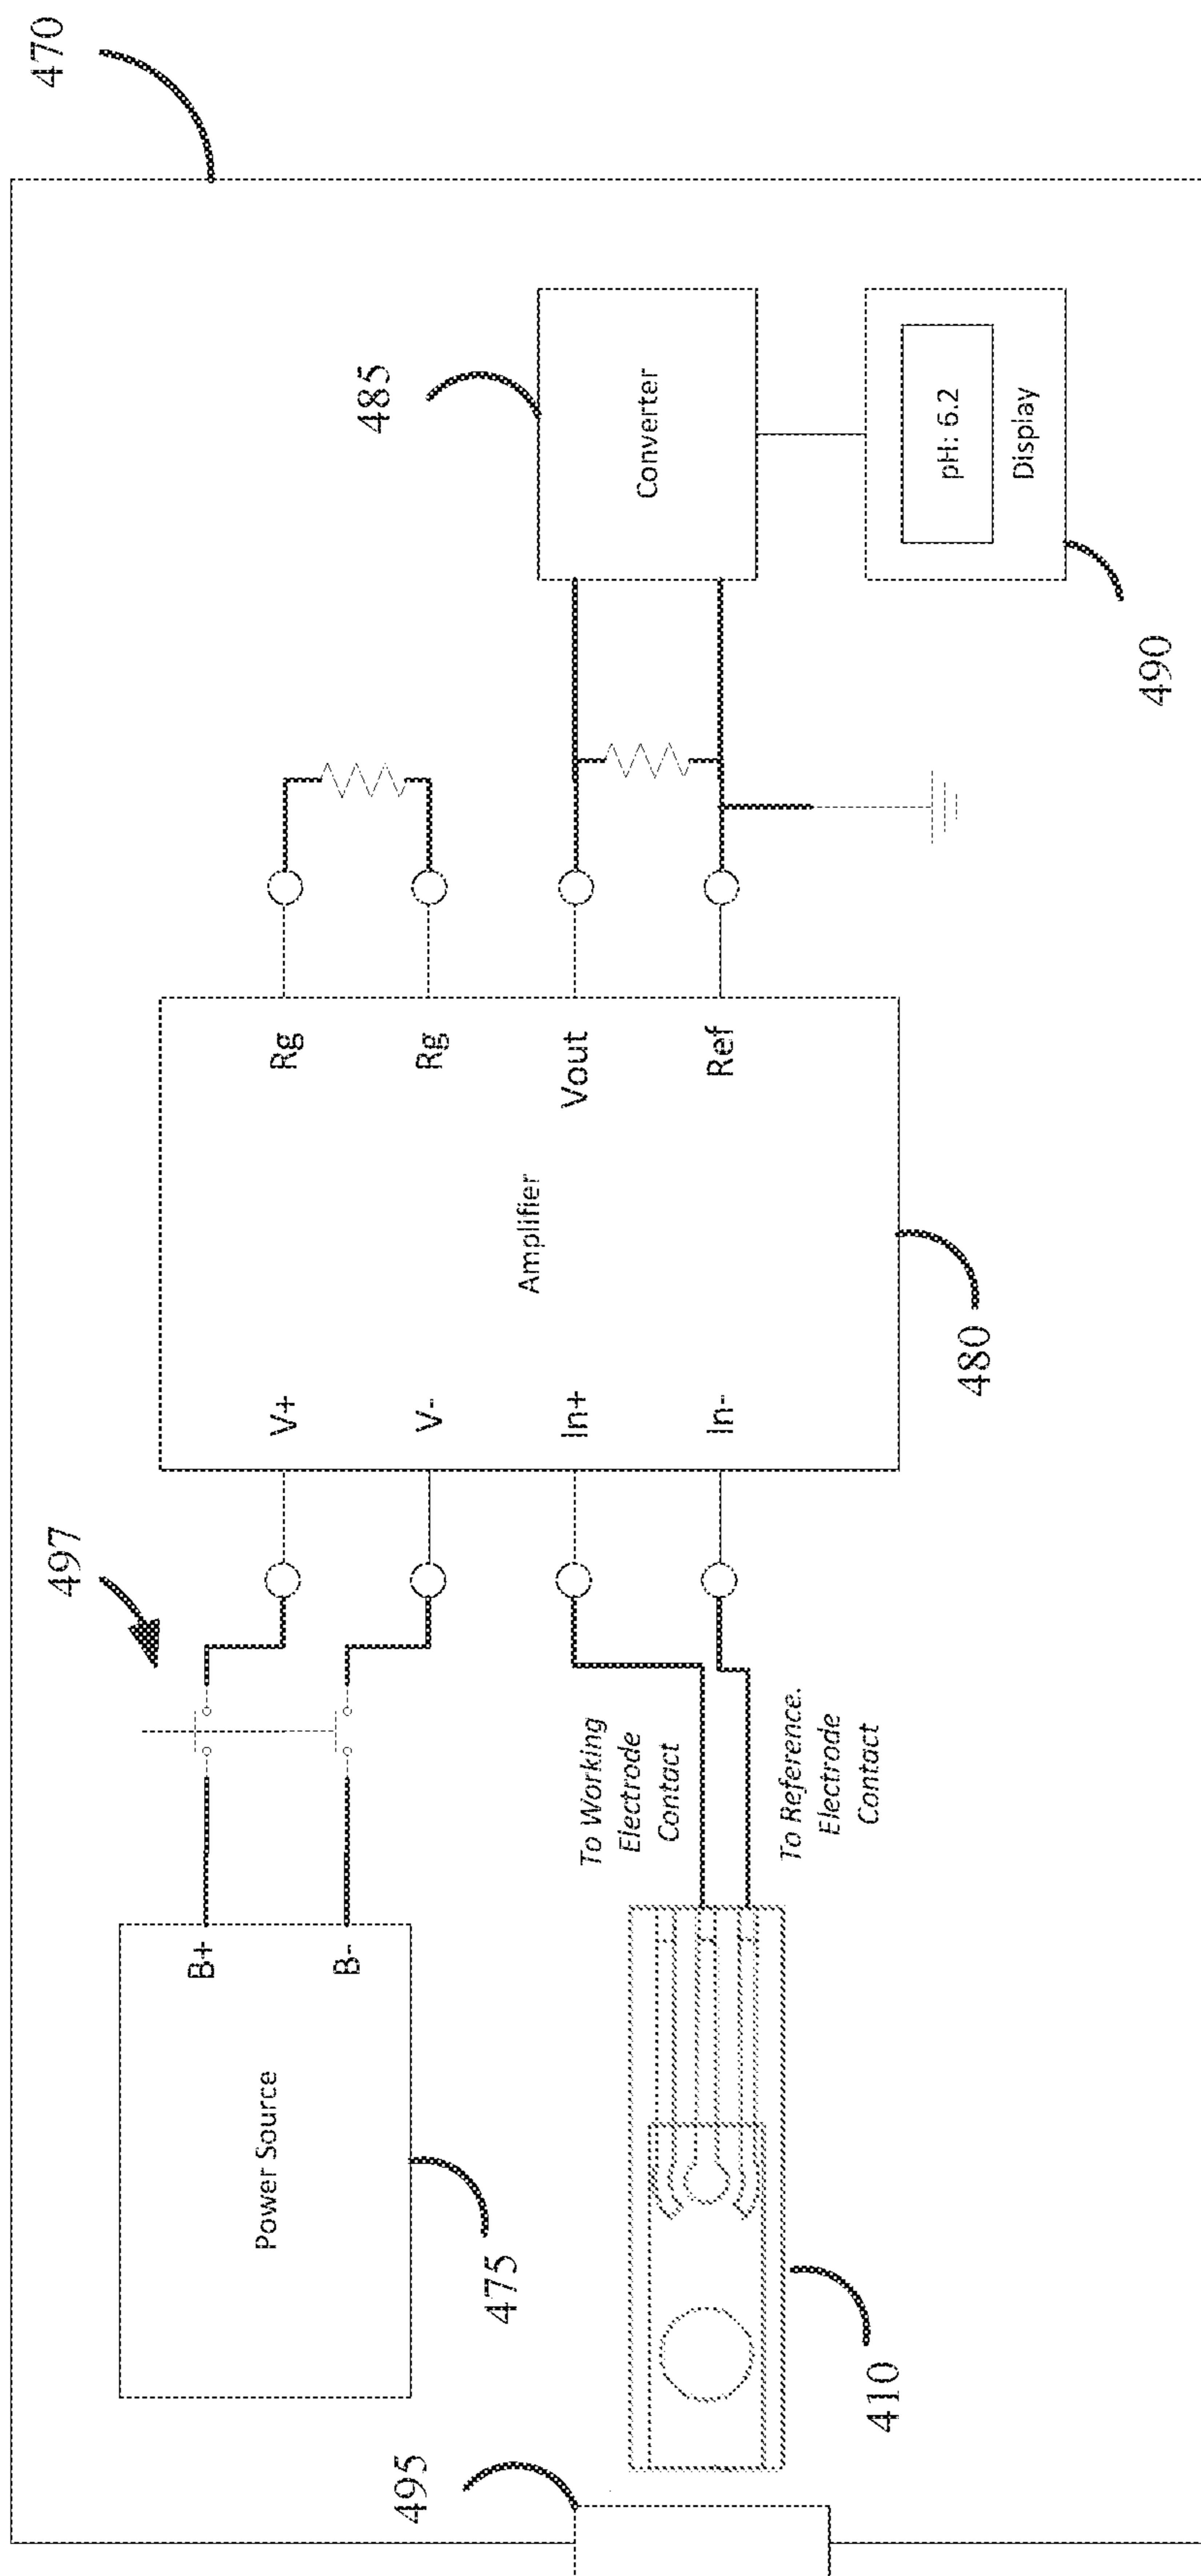 470
497
Power Source
B+
B-
475
V+
V-
In+
In-
Amplifier
Rg
Rg
Vout
Ref
480
485
Converter
pH: 6.2
Display
490
To Working
Electrode
Contact
To Reference.
Electrode
Contact
495
410